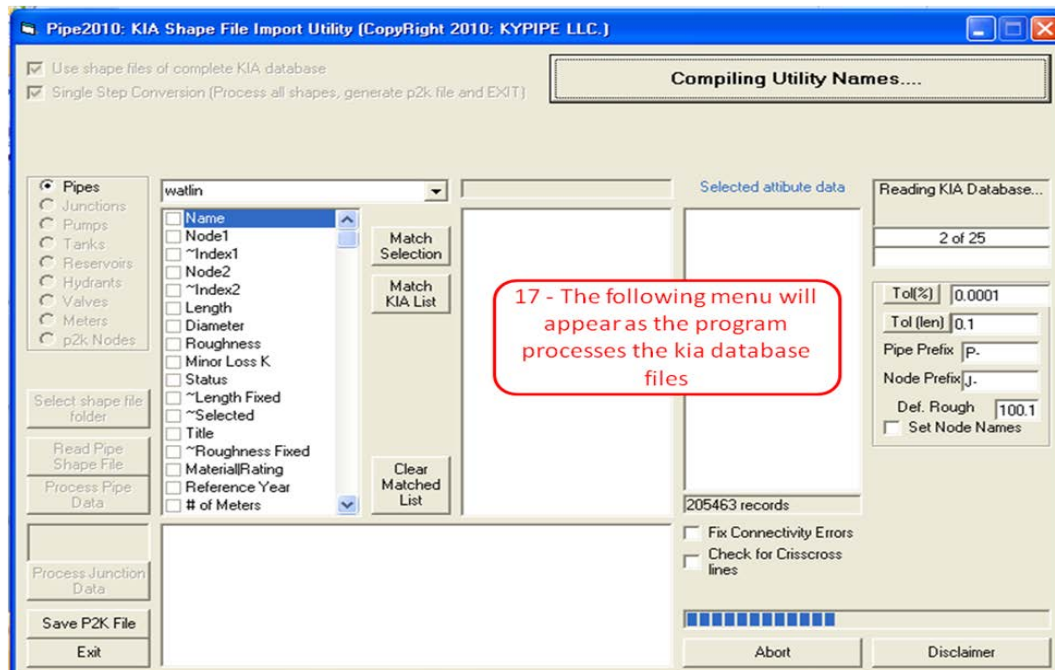 Pipe2010: KIA Shape File Import Utility (CopyRight 2010: KYPIPE LLC.)
Use shape files of complete KIA database
Single Step Conversion (Process all shapes, generate p2k file and EXIT)
Compiling Utility Names....
Pipes
Junctions
Pumps
Tanks
Reservoirs
Hydrants
Valves
Meters
p2k Nodes
Select shape file
folder
Read Pipe
Shape File
Process Pipe
Data
Process Junction
Data
Save P2K File
Exit
watlin
Name
Node1
~Index1
Node2
~Index2
Length
Diameter
Roughness
Minor Loss K
Status
~Length Fixed
~Selected
Title
~Roughness Fixed
Material|Rating
Reference Year
# of Meters
Match
Selection
Match
KIA List
Clear
Matched
List
17 - The following menu will
appear as the program
processes the kia database
files
Selected attibute data
205463 records
Fix Connectivity Errors
Check for Crisscross
lines
Abort
Reading KIA Database...
2 of 25
Tol(%) 0.0001
Tol (len) 0.1
Pipe Prefix P-
Node Prefix J-
Def. Rough 100.1
Set Node Names
Disclaimer